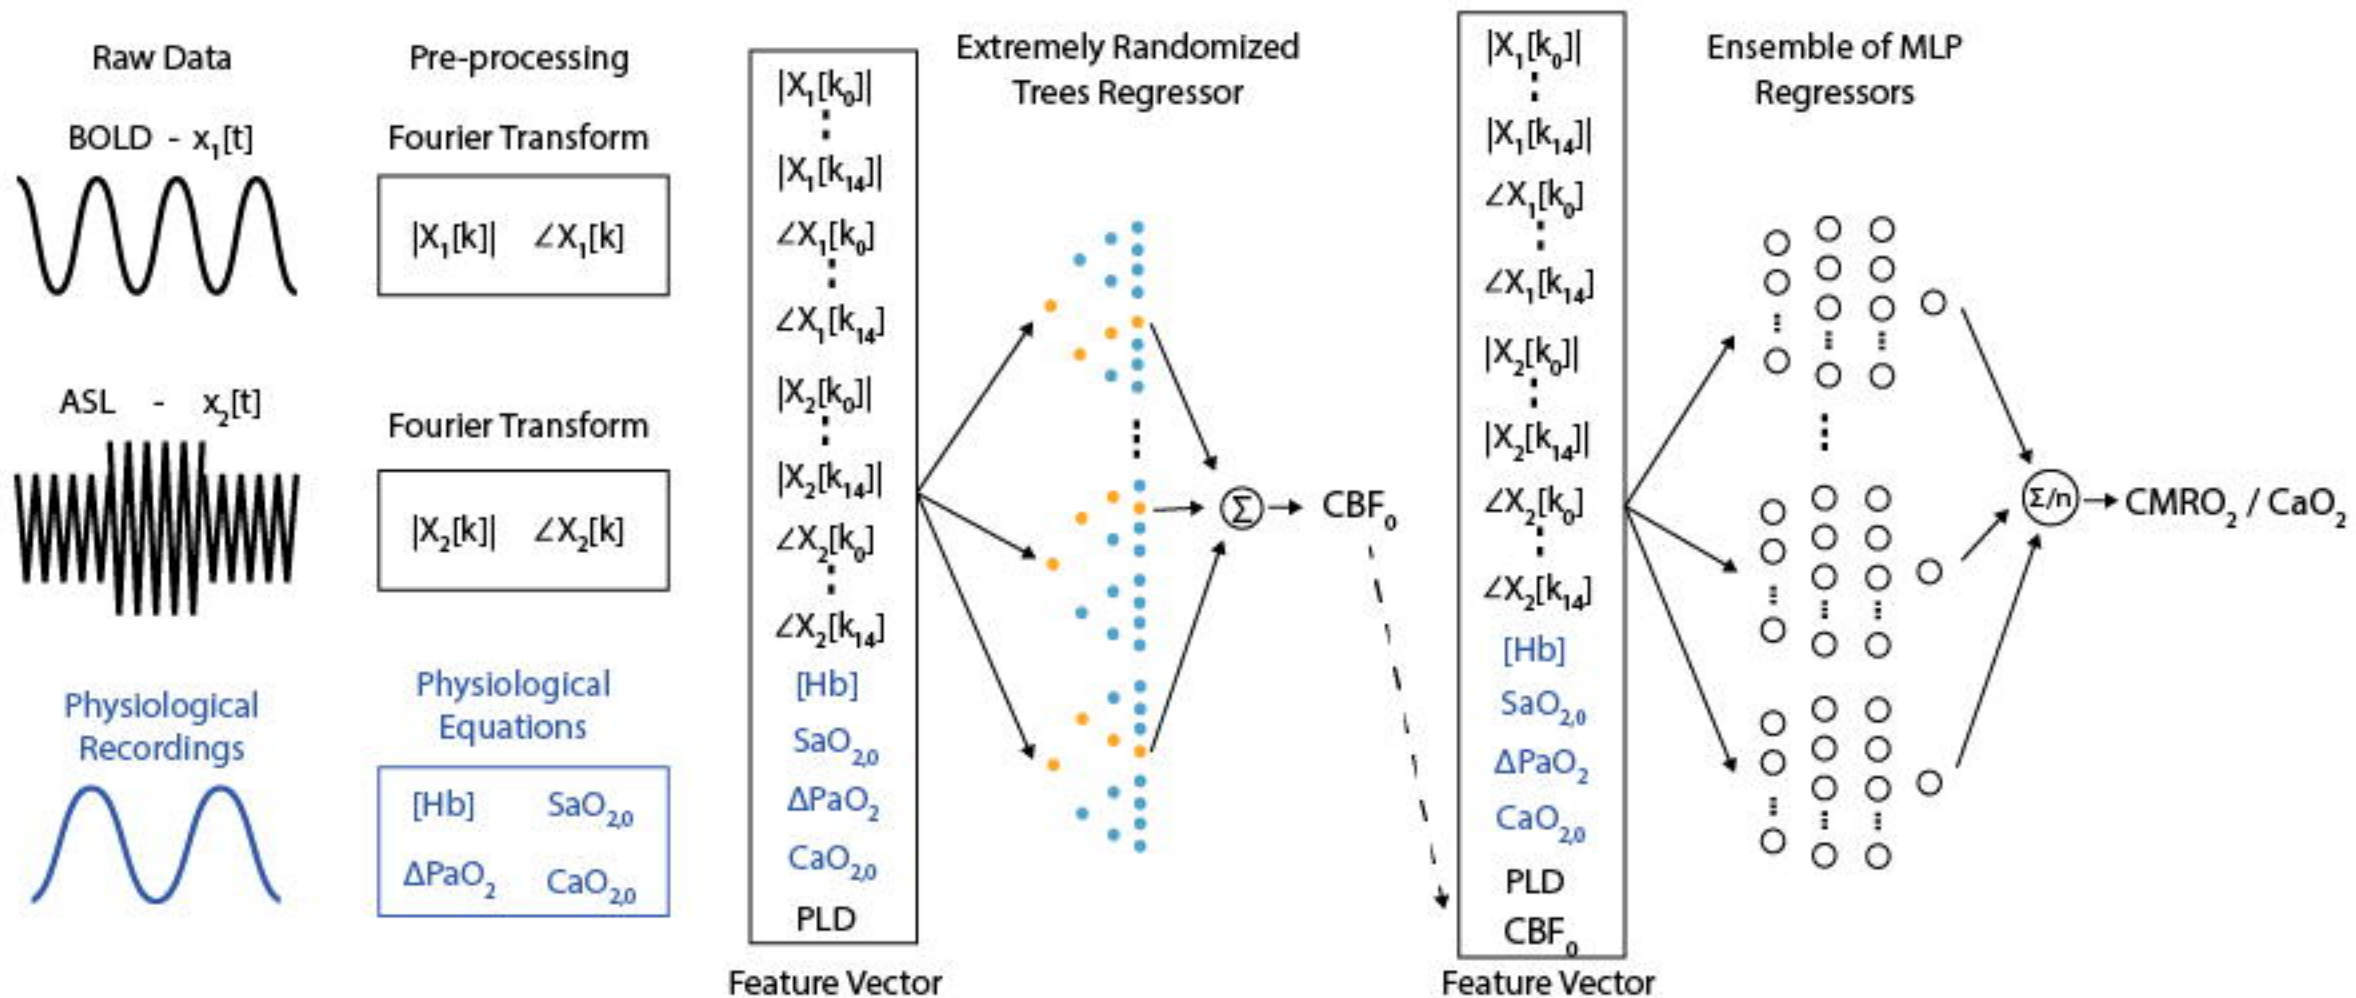 Raw Data
BOLD - x₁[t]
ASL - x₂[t]
Physiological
Recordings
Pre-processing
Fourier Transform
|X₁[k]| ∠X₁[k]
Fourier Transform
|X₂[k]| ∠X₂[k]
Physiological
Equations
[Hb] SaO₂,₀
ΔPaO₂ CaO₂,₀
|X₁[k₀]|
|X₁[k₁₄]|
∠X₁[k₀]
∠X₁[k₁₄]
|X₂[k₀]|
|X₂[k₁₄]|
∠X₂[k₀]
∠X₂[k₁₄]
[Hb]
SaO₂,₀
ΔPaO₂
CaO₂,₀
PLD
Feature Vector
Extremely Randomized
Trees Regressor
Σ
CBF₀
|X₁[k₀]|
|X₁[k₁₄]|
∠X₁[k₀]
∠X₁[k₁₄]
|X₂[k₀]|
|X₂[k₁₄]|
∠X₂[k₀]
∠X₂[k₁₄]
[Hb]
SaO₂,₀
ΔPaO₂
CaO₂,₀
PLD
CBF₀
Feature Vector
Ensemble of MLP
Regressors
Σ/n
CMRO₂ / CaO₂